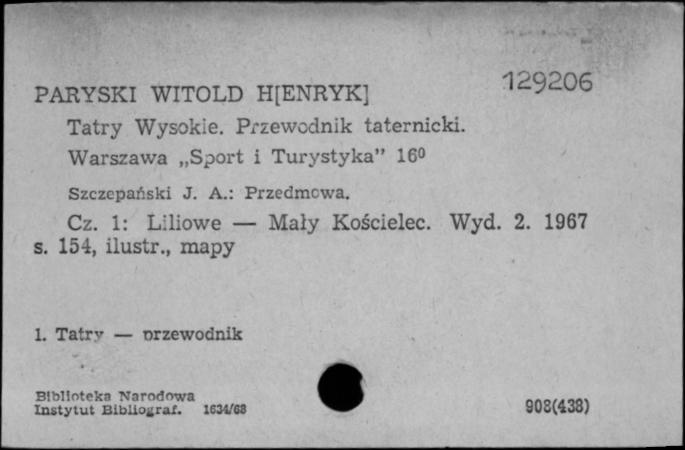 129206
PARYSKI WITOLD H[ENRYK]
Tatry Wysokie. Przewodnik taternicki.
Warszawa „Sport i Turystyka” 16⁰
Szczepański J. A.: Przedmowa.
Cz. 1: Liliowe — Mały Kościelec. Wyd. 2. 1967
s. 154, ilustr., mapy
1. Tatry — przewodnik
Biblioteka Narodowa
Instytut Bibliograf. 1634/68
908(438)